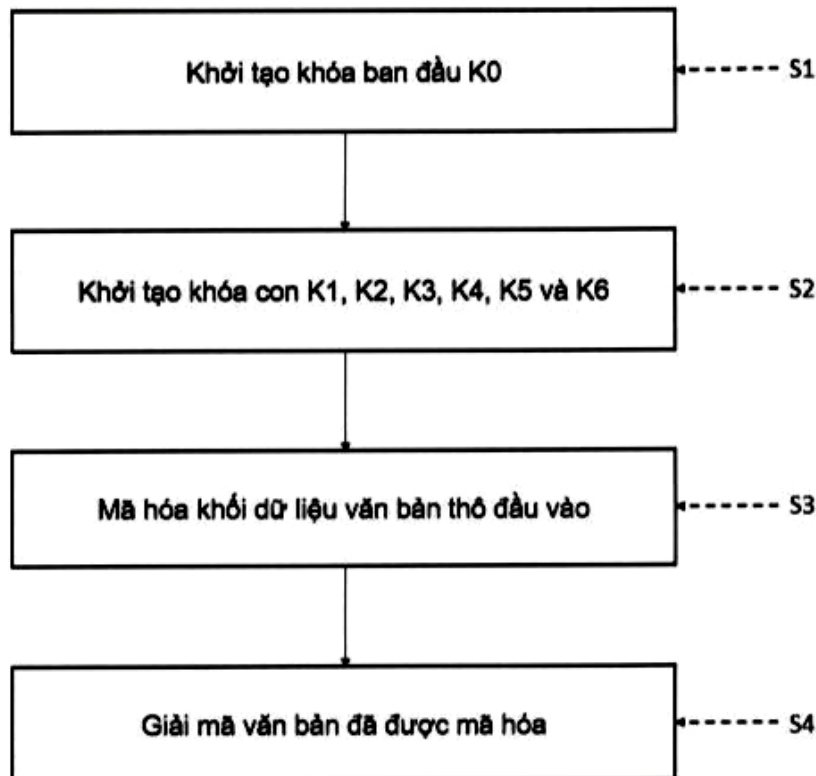 Khởi tạo khóa ban đầu K0
S1
Khởi tạo khóa con K1, K2, K3, K4, K5 và K6
S2
Mã hóa khối dữ liệu văn bản thô đầu vào
S3
Giải mã văn bản đã được mã hóa
S4